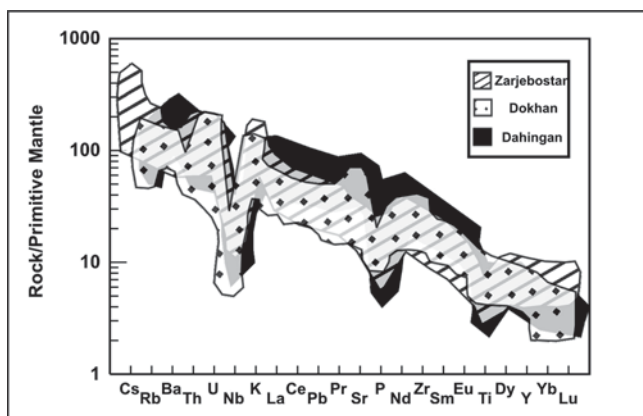 1000
100
10
1
Rock/Primitive Mantle
Zarjebostan
Dokhan
Dahingan
Cs Rb Ba Th U Nb K La Ce Pb Pr Sr P Nd Zr Sm Eu Ti Dy Y Yb Lu